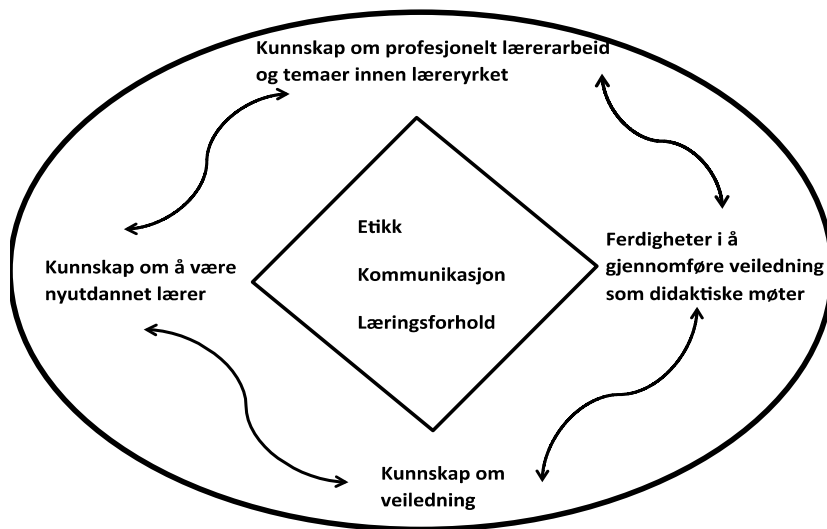 Kunnskap om profesjonelt lærerarbeid
og temaer innen læreryrket
Etikk
Kommunikasjon
Læringsforhold
Ferdigheter i å
gjennomføre veiledning
som didaktiske møter
Kunnskap om å være
nyutdannet lærer
Kunnskap om
veiledning